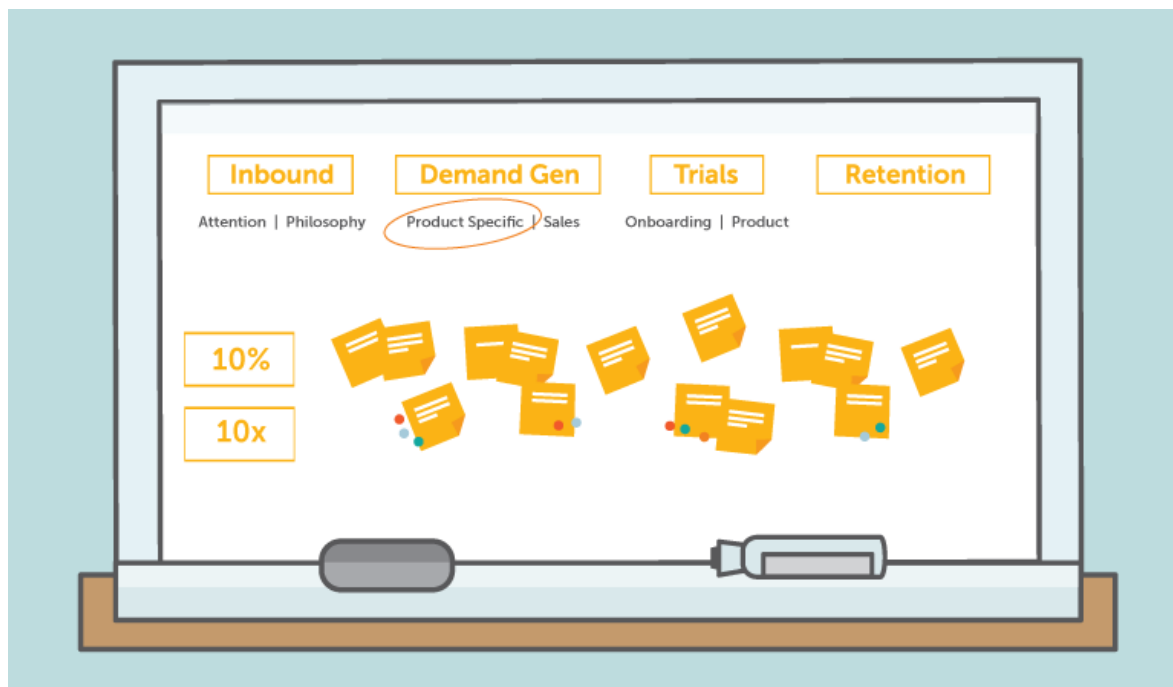 Inbound Demand Gen Trials Retention
Attention | Philosophy Product Specific | Sales Onboarding | Product
10%
10x